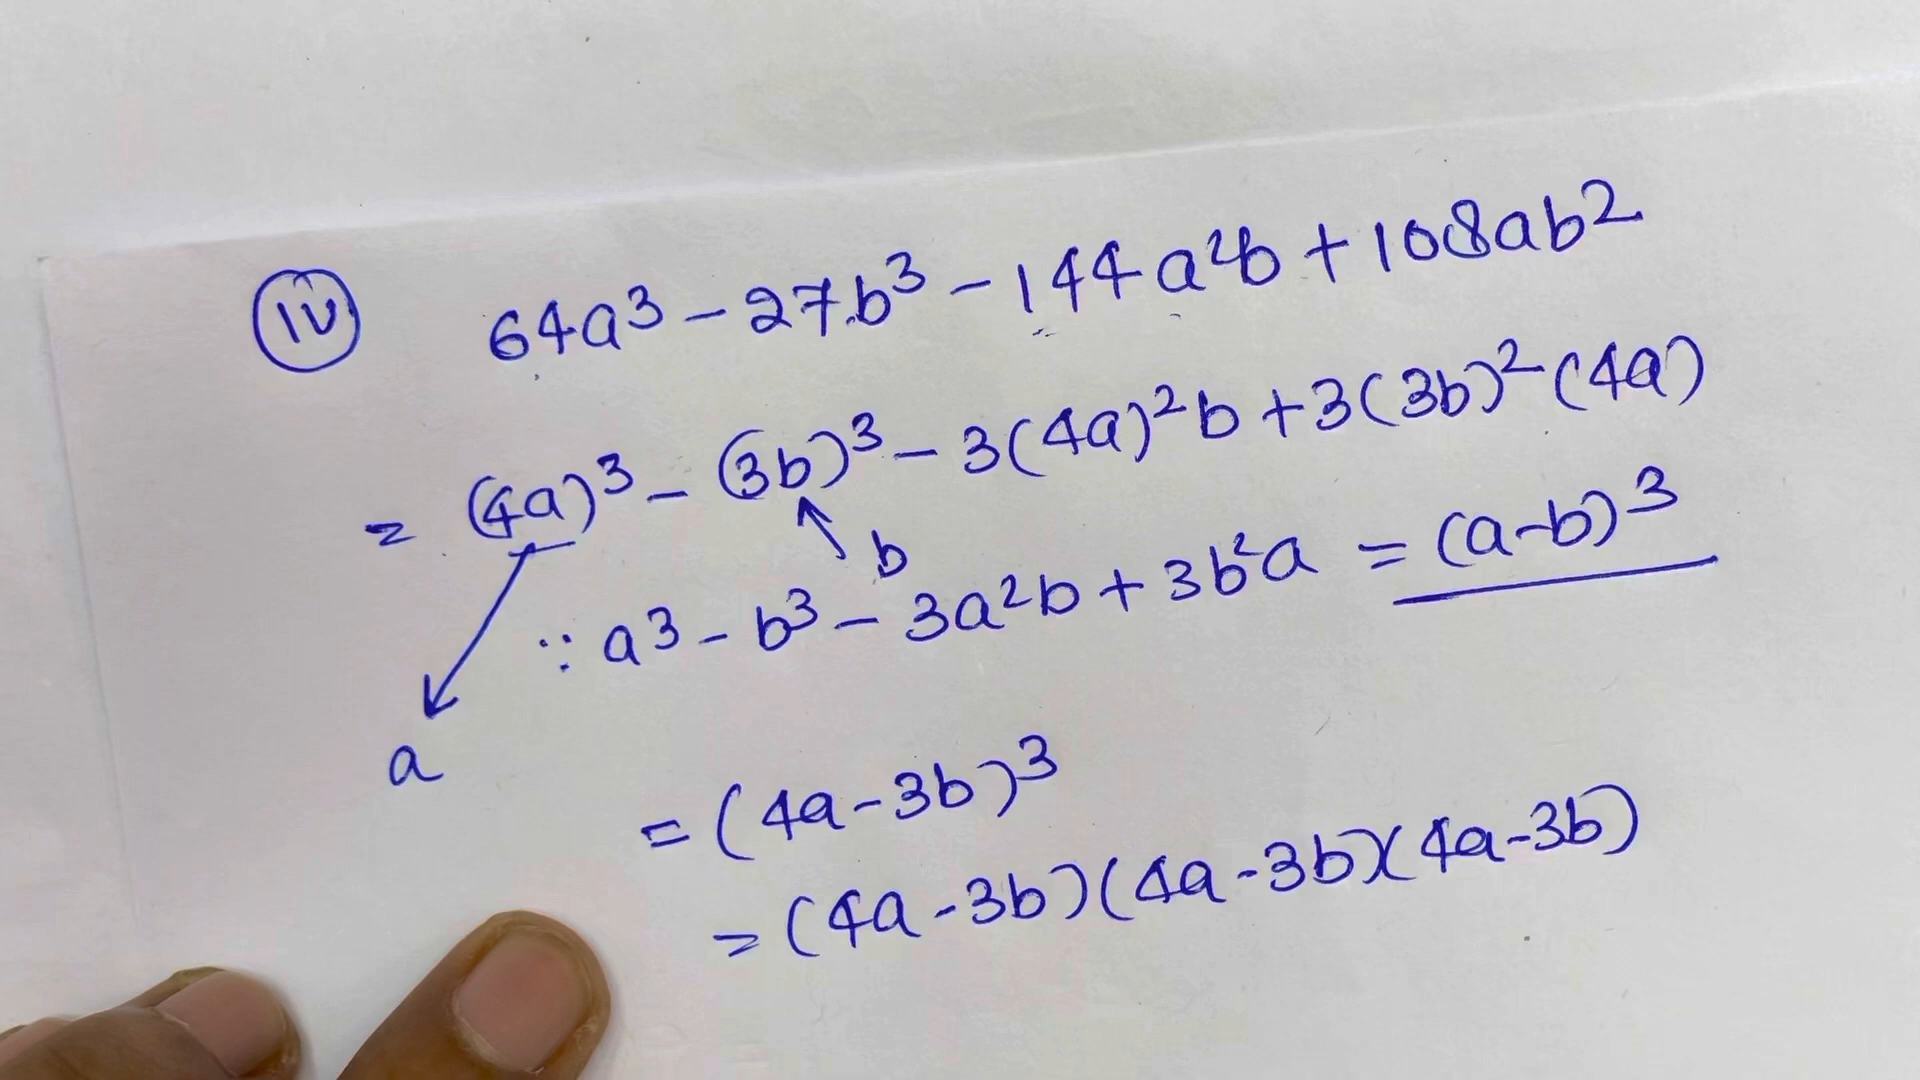 (iv) 64a³ - 27b³ - 144a²b + 108ab²
= (4a)³ - (3b)³ - 3(4a)²b + 3(3b)²(4a)
b
∵ a³ - b³ - 3a²b + 3b²a = (a-b)³
a
= (4a-3b)³
= (4a-3b)(4a-3b)(4a-3b)